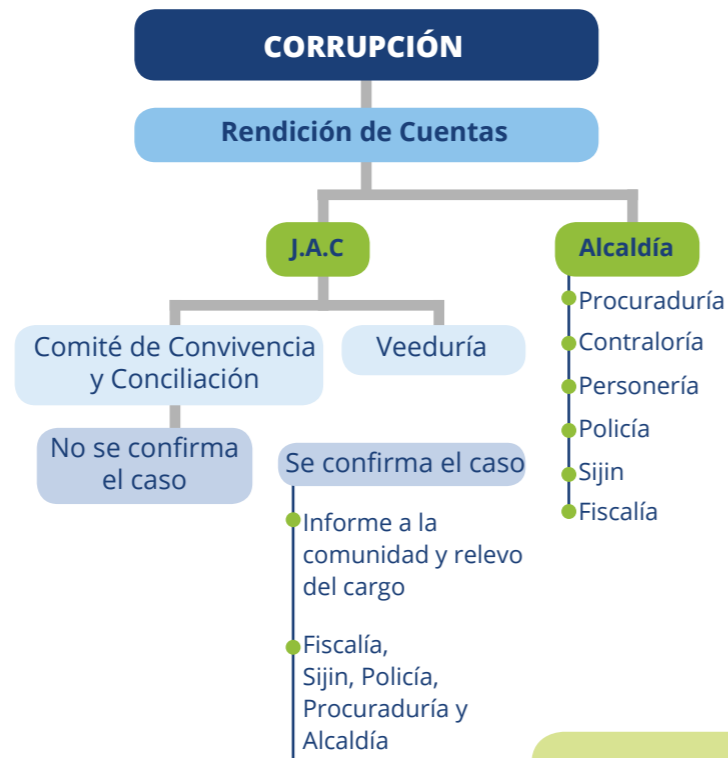 CORRUPCIÓN
Rendición de Cuentas
J.A.C
Alcaldía
Procuraduría
Contraloría
Personería
Policía
Sijin
Fiscalía
Comité de Convivencia
y Conciliación
Veeduría
No se confirma
el caso
Se confirma el caso
Informe a la
comunidad y relevo
del cargo
Fiscalía,
Sijin, Policía,
Procuraduría y
Alcaldía